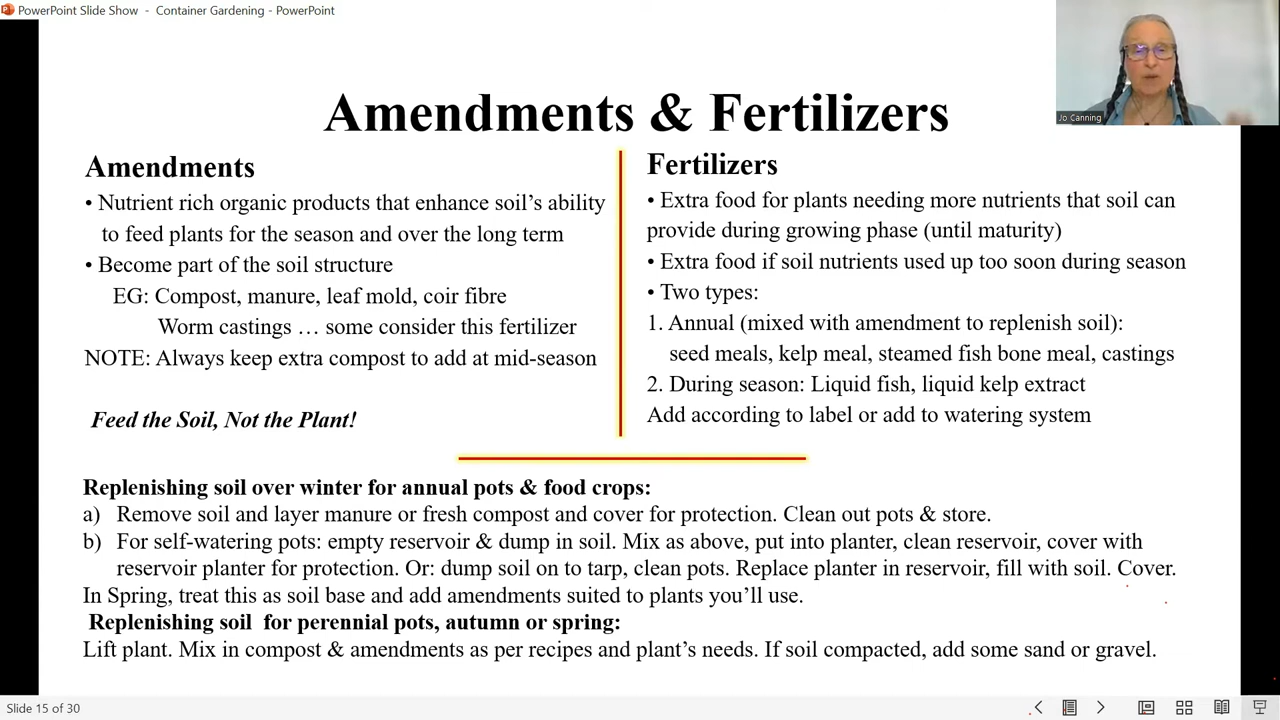 PowerPoint Slide Show - Container Gardening - PowerPoint
Jo Canning
Amendments & Fertilizers
Amendments
• Nutrient rich organic products that enhance soil’s ability
to feed plants for the season and over the long term
• Become part of the soil structure
EG: Compost, manure, leaf mold, coir fibre
Worm castings … some consider this fertilizer
NOTE: Always keep extra compost to add at mid-season
Feed the Soil, Not the Plant!
Fertilizers
• Extra food for plants needing more nutrients that soil can
provide during growing phase (until maturity)
• Extra food if soil nutrients used up too soon during season
• Two types:
1. Annual (mixed with amendment to replenish soil):
seed meals, kelp meal, steamed fish bone meal, castings
2. During season: Liquid fish, liquid kelp extract
Add according to label or add to watering system
Replenishing soil over winter for annual pots & food crops:
a) Remove soil and layer manure or fresh compost and cover for protection. Clean out pots & store.
b) For self-watering pots: empty reservoir & dump in soil. Mix as above, put into planter, clean reservoir, cover with
reservoir planter for protection. Or: dump soil on to tarp, clean pots. Replace planter in reservoir, fill with soil. Cover.
In Spring, treat this as soil base and add amendments suited to plants you’ll use.
Replenishing soil for perennial pots, autumn or spring:
Lift plant. Mix in compost & amendments as per recipes and plant’s needs. If soil compacted, add some sand or gravel.
Slide 15 of 30